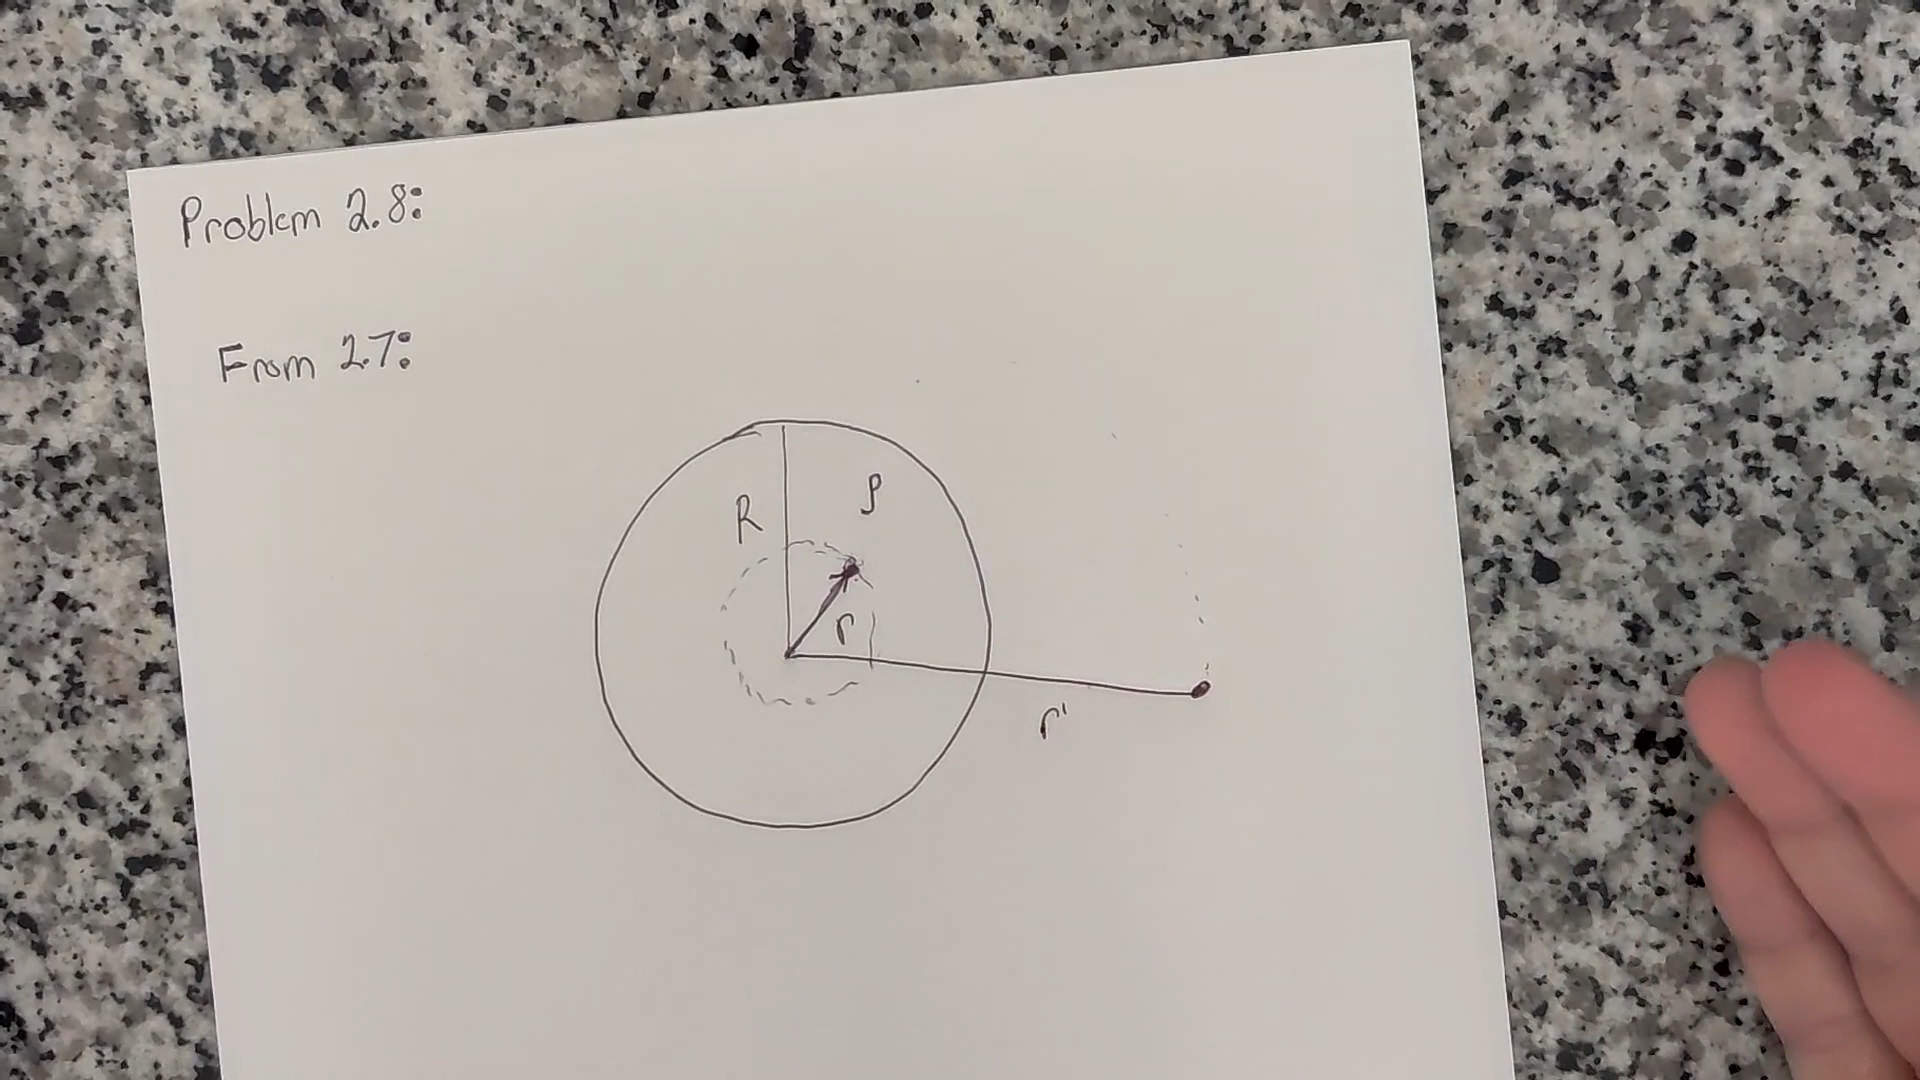 Problem 2.8:
From 2.7:
R
ρ
r
r'